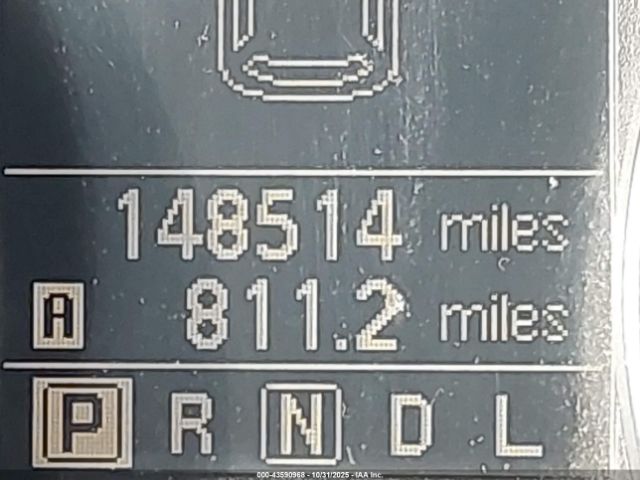 148514 miles
A 811.2 miles
P R N D L
000-43590968 - 10/31/2025 - IAA Inc.